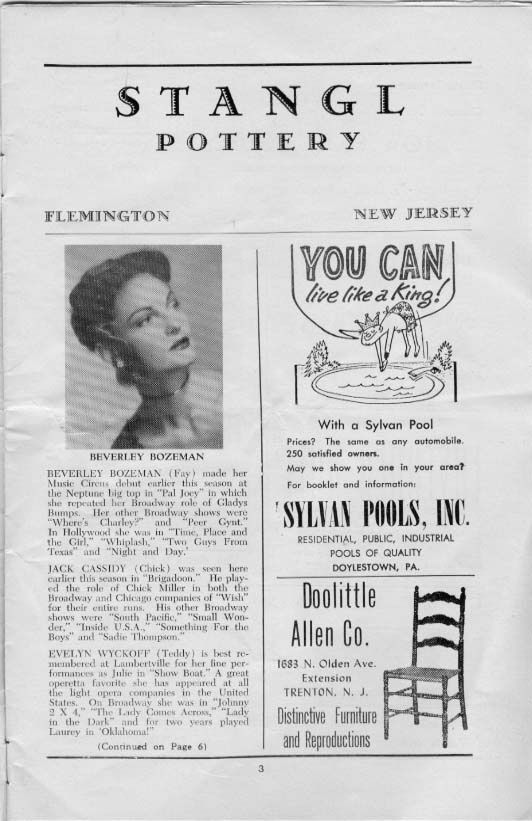 STANGL
POTTERY
FLEMINGTON
NEW JERSEY
BEVERLEY BOZEMAN
BEVERLEY BOZEMAN (Fay) made her
Music Circus debut earlier this season at
the Neptune big top in "Pal Joey" in which
she repeated her Broadway role of Gladys
Bumps. Her other Broadway shows were
"Where's Charley?" and "Peer Gynt."
In Hollywood she was in "Time, Place and
the Girl," "Whiplash," "Two Guys From
Texas" and "Night and Day.'
JACK CASSIDY (Chick) was seen here
earlier this season in "Brigadoon." He play-
ed the role of Chick Miller in both the
Broadway and Chicago companies of "Wish"
for their entire runs. His other Broadway
shows were "South Pacific," "Small Won-
der," "Inside U.S.A.," "Something For the
Boys" and "Sadie Thompson."
EVELYN WYCKOFF (Teddy) is best re-
membered at Lambertville for her fine per-
formances as Julie in "Show Boat." A great
operetta favorite she has appeared at all
the light opera companies in the United
States. On Broadway she was in "Johnny
2 X 4," "The Lady Comes Across," "Lady
in the Dark" and for two years played
Laurey in 'Oklahoma!"
(Continued on Page 6)
YOU CAN
live like a King!
With a Sylvan Pool
Prices? The same as any automobile.
250 satisfied owners.
May we show you one in your area?
For booklet and information:
SYLVAN POOLS, INC.
RESIDENTIAL, PUBLIC, INDUSTRIAL
POOLS OF QUALITY
DOYLESTOWN, PA.
Doolittle
Allen Co.
1683 N. Olden Ave.
Extension
TRENTON, N. J.
Distinctive Furniture
and Reproductions
3